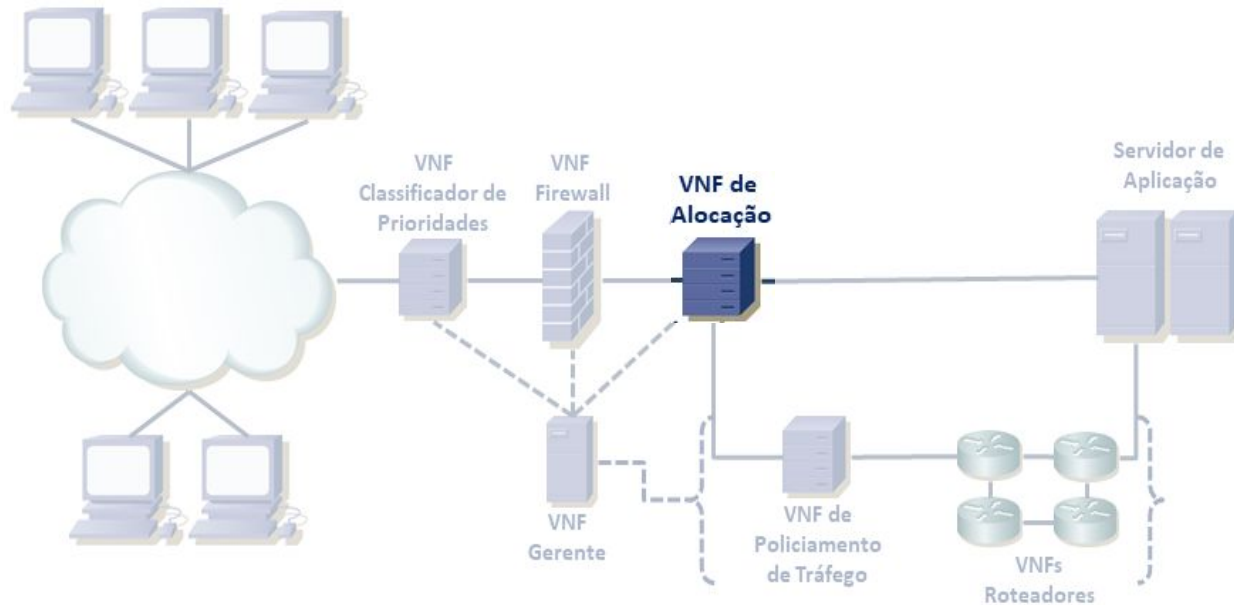 VNF
Classificador de
Prioridades
VNF
Firewall
VNF de
Alocação
Servidor de
Aplicação
VNF
Gerente
VNF de
Policiamento
de Tráfego
VNFs
Roteadores